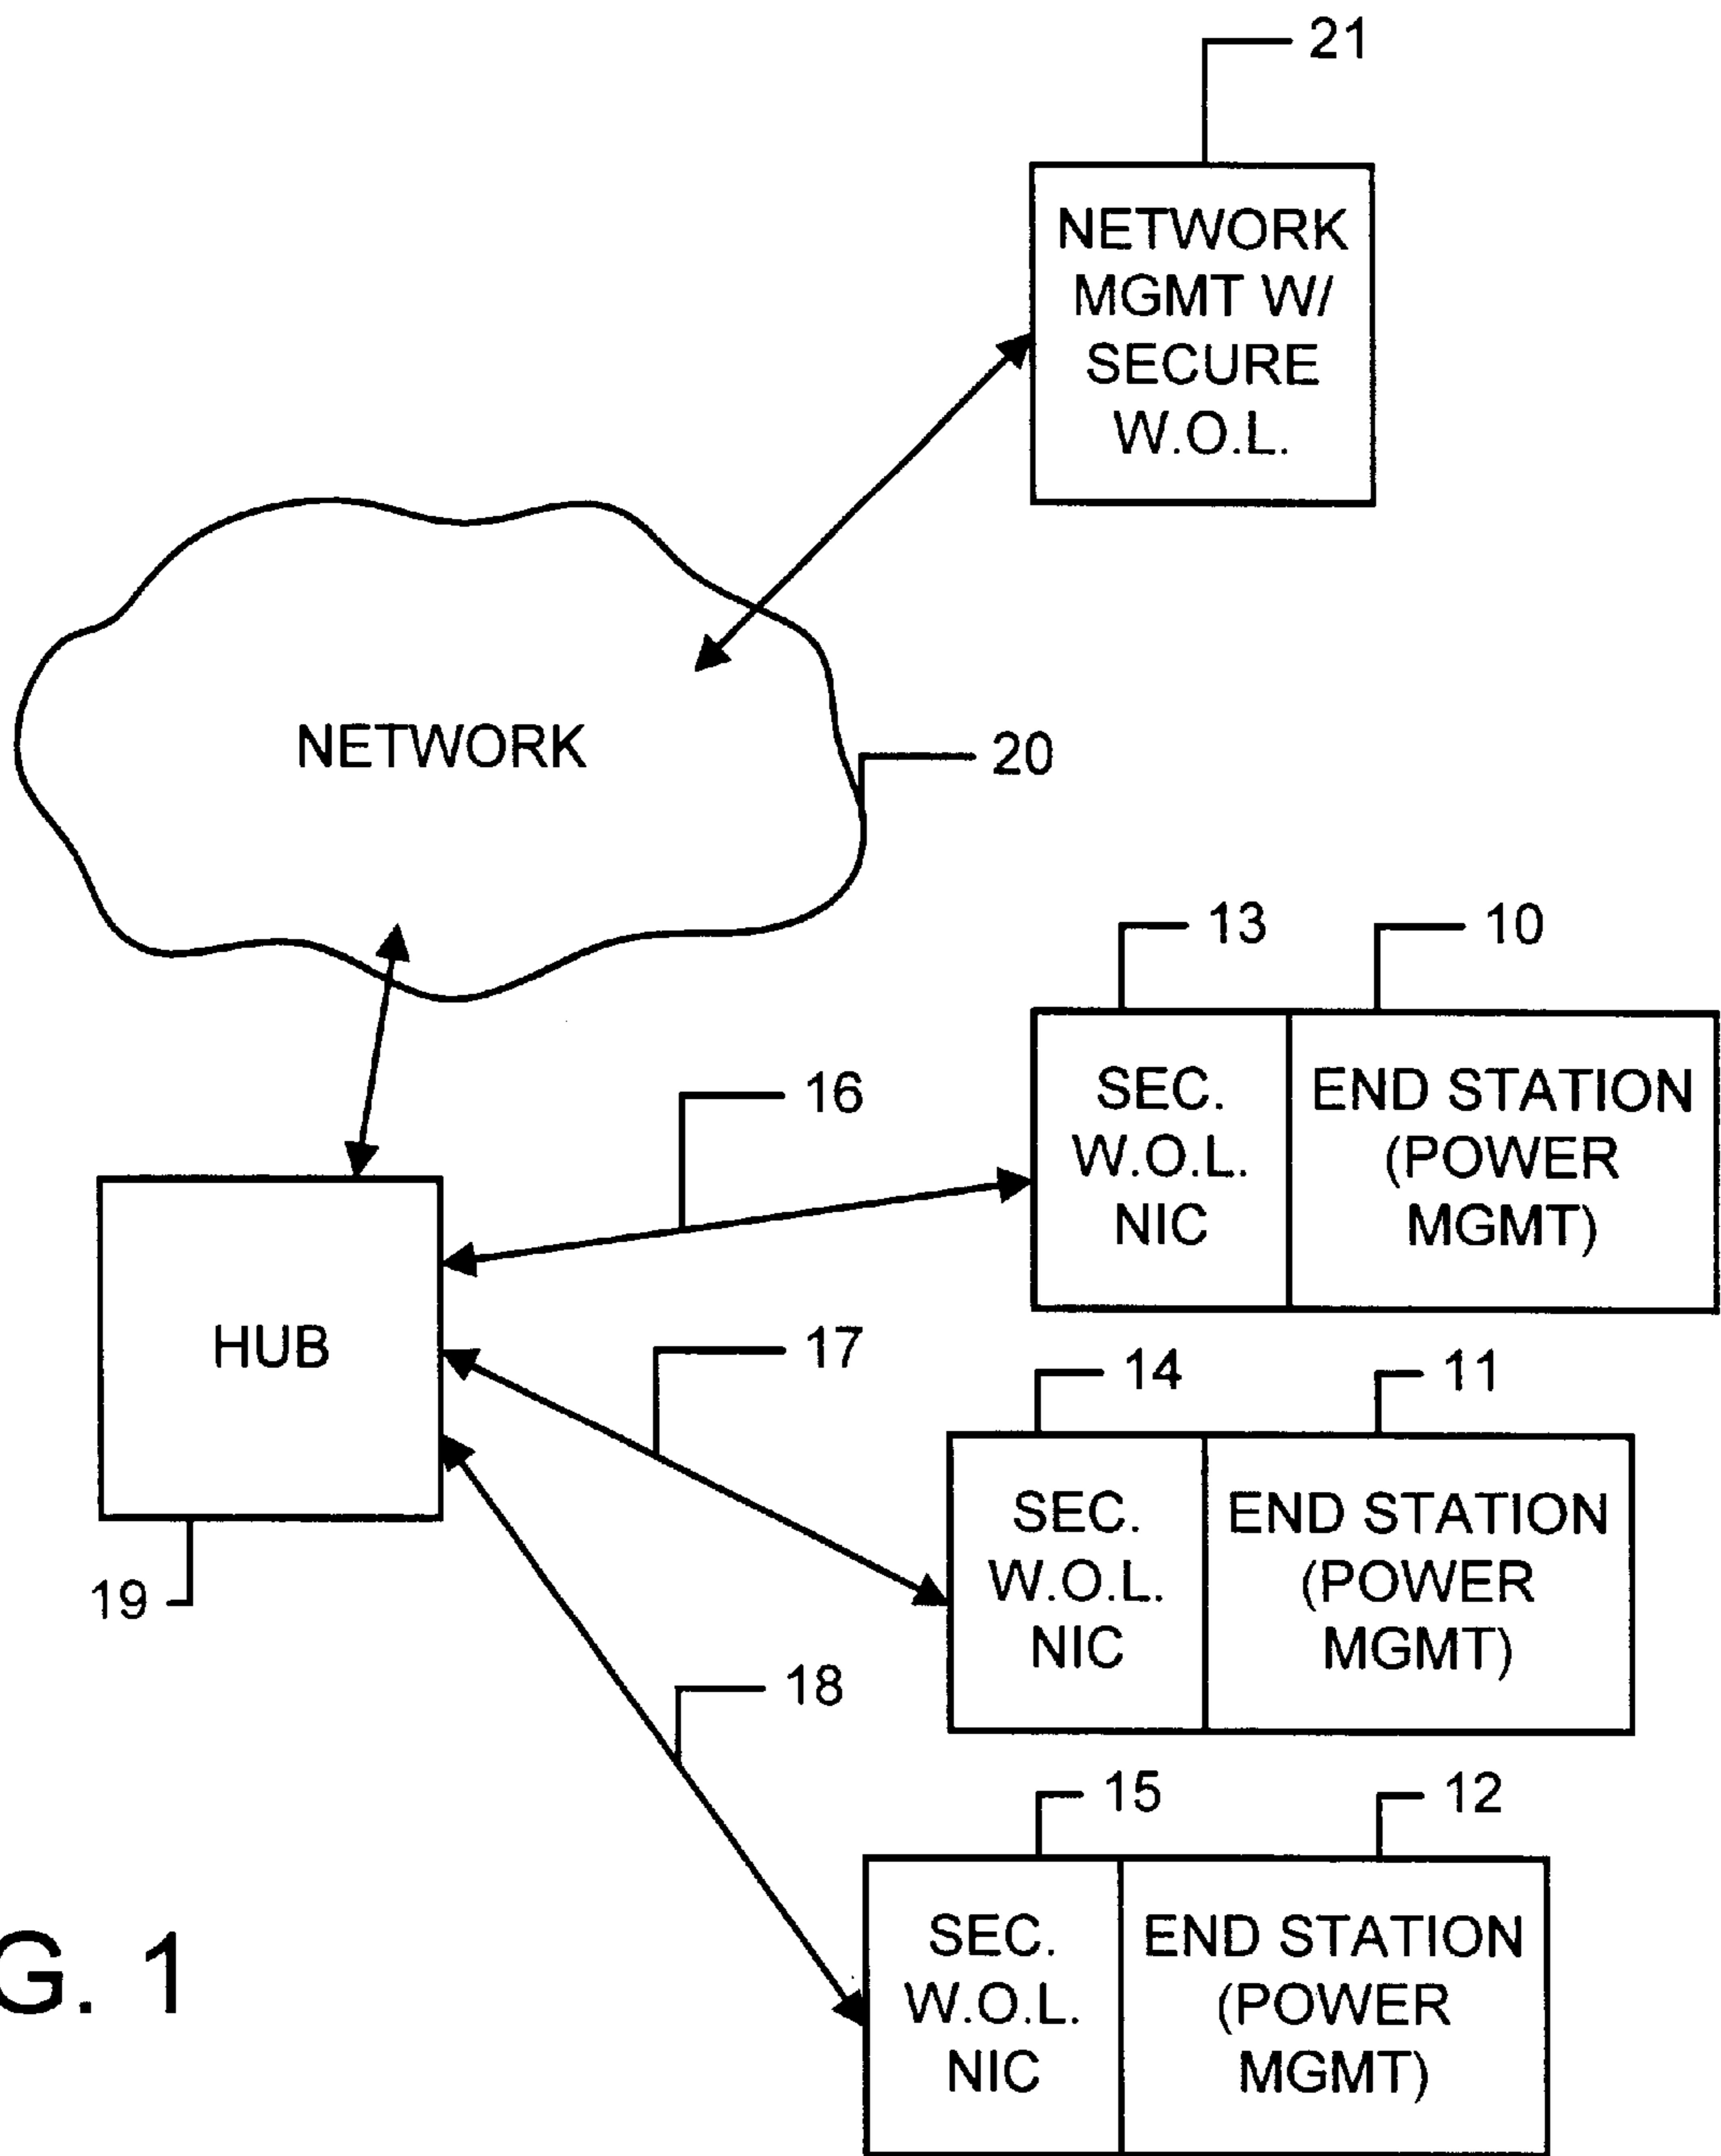 21
NETWORK
MGMT W/
SECURE
W.O.L.
NETWORK
20
13
10
SEC.
W.O.L.
NIC
END STATION
(POWER
MGMT)
16
HUB
19
17
14
11
SEC.
W.O.L.
NIC
END STATION
(POWER
MGMT)
18
15
12
SEC.
W.O.L.
NIC
END STATION
(POWER
MGMT)
G. 1